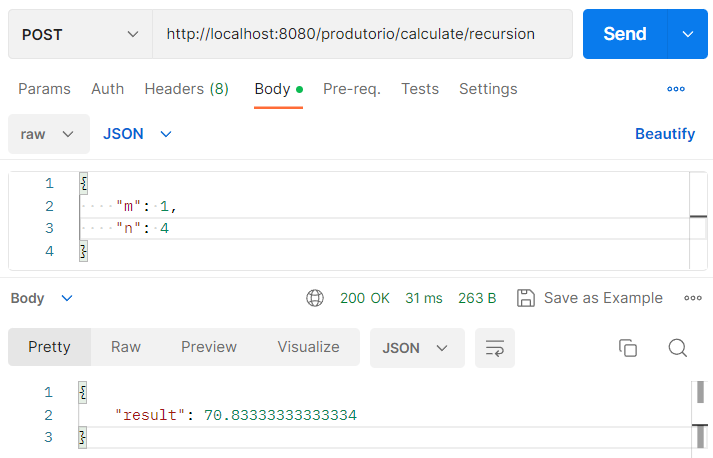 POST http://localhost:8080/produtorio/calculate/recursion Send
Params Auth Headers (8) Body Pre-req. Tests Settings
raw JSON Beautify
1 {
2 "m": 1,
3 "n": 4
4 }
Body 200 OK 31 ms 263 B Save as Example
Pretty Raw Preview Visualize JSON
1 {
2 "result": 70.83333333333334
3 }